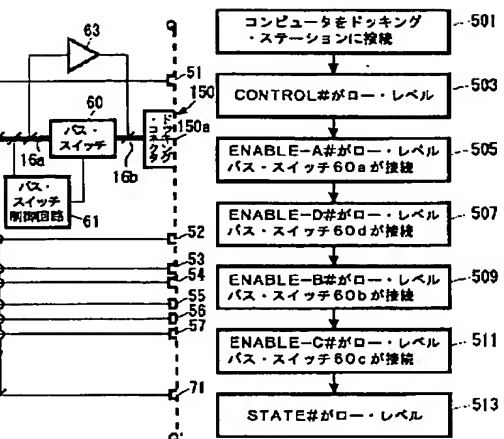 63
51
60
150
バス・
スイッチ
ドッキング・
コネクタ
150a
16a
16b
バス・
スイッチ
制御回路
61
52
53
54
55
56
57
71
コンピュータをドッキング
・ステーションに接続
501
CONTROL#がロー・レベル
503
ENABLE-A#がロー・レベル
バス・スイッチ60aが接続
505
ENABLE-D#がロー・レベル
バス・スイッチ60dが接続
507
ENABLE-B#がロー・レベル
バス・スイッチ60bが接続
509
ENABLE-C#がロー・レベル
バス・スイッチ60cが接続
511
STATE#がロー・レベル
513